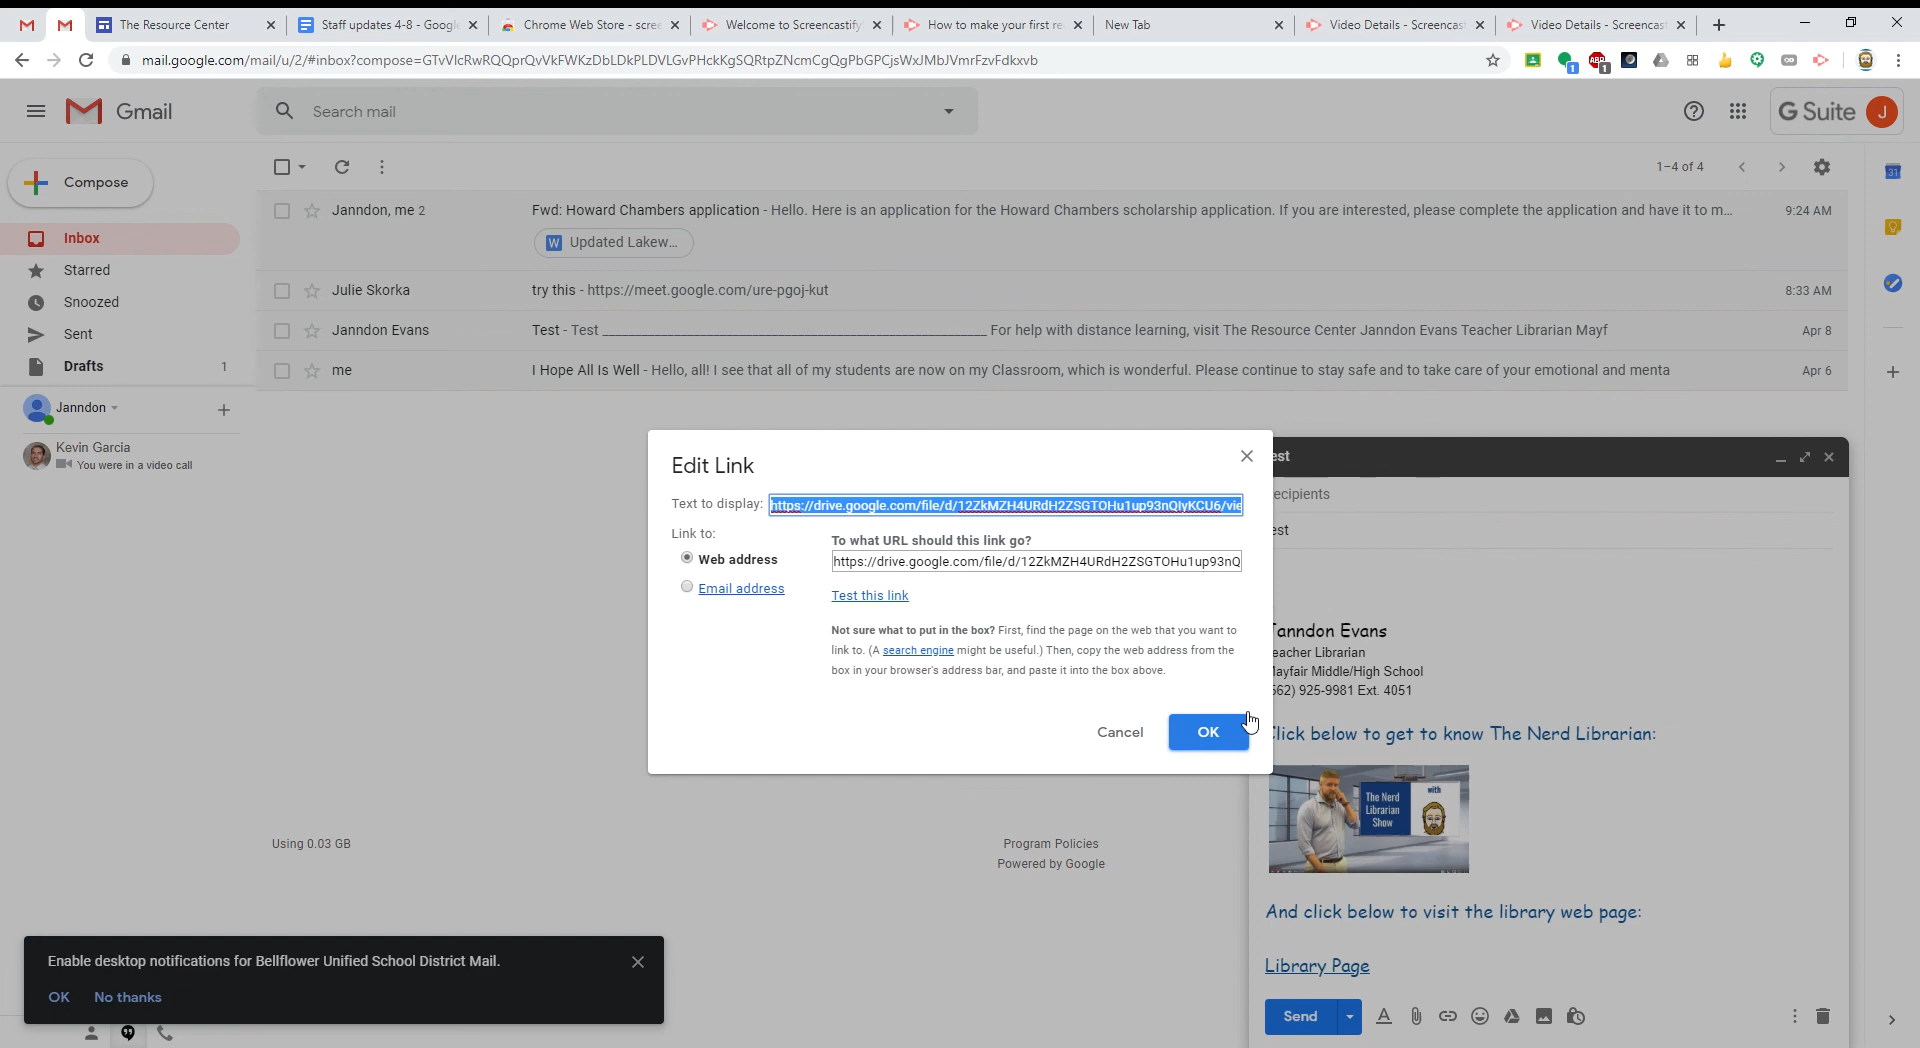 The Resource Center
Staff updates 4-8 - Google
Chrome Web Store - scree
Welcome to Screencastify
How to make your first re
New Tab
Video Details - Screencast
Video Details - Screencast
mail.google.com/mail/u/2/#inbox?compose=GTvVlcRwRQQprQvVkFWKzDbLDkPLDVLGvPHckKgSQRtpZNcmCgQgPbGPCjsWxJMbJVmrFzvFdkxvb
1
ABP
1
Gmail
Search mail
G Suite
J
Compose
1–4 of 4
31
Janndon, me 2
Fwd: Howard Chambers application - Hello. Here is an application for the Howard Chambers scholarship application. If you are interested, please complete the application and have it to m...
9:24 AM
W Updated Lakew...
Inbox
Starred
Julie Skorka
try this - https://meet.google.com/ure-pgoj-kut
8:33 AM
Snoozed
Sent
Janndon Evans
Test - Test ______________________________________________________ For help with distance learning, visit The Resource Center Janndon Evans Teacher Librarian Mayf
Apr 8
Drafts
1
me
I Hope All Is Well - Hello, all! I see that all of my students are now on my Classroom, which is wonderful. Please continue to stay safe and to take care of your emotional and menta
Apr 6
Janndon
Kevin Garcia
You were in a video call
Edit Link
Text to display:
https://drive.google.com/file/d/12ZkMZH4URdH2ZSGTOHu1up93nQIyKCU6/vie
Link to:
Web address
Email address
To what URL should this link go?
https://drive.google.com/file/d/12ZkMZH4URdH2ZSGTOHu1up93nQ
Test this link
Not sure what to put in the box? First, find the page on the web that you want to
link to. (A search engine might be useful.) Then, copy the web address from the
box in your browser's address bar, and paste it into the box above.
Cancel
OK
est
ecipients
est
anndon Evans
eacher Librarian
ayfair Middle/High School
562) 925-9981 Ext. 4051
lick below to get to know The Nerd Librarian:
The Nerd
Librarian
Show
with
And click below to visit the library web page:
Library Page
Send
Using 0.03 GB
Program Policies
Powered by Google
Enable desktop notifications for Bellflower Unified School District Mail.
OK
No thanks